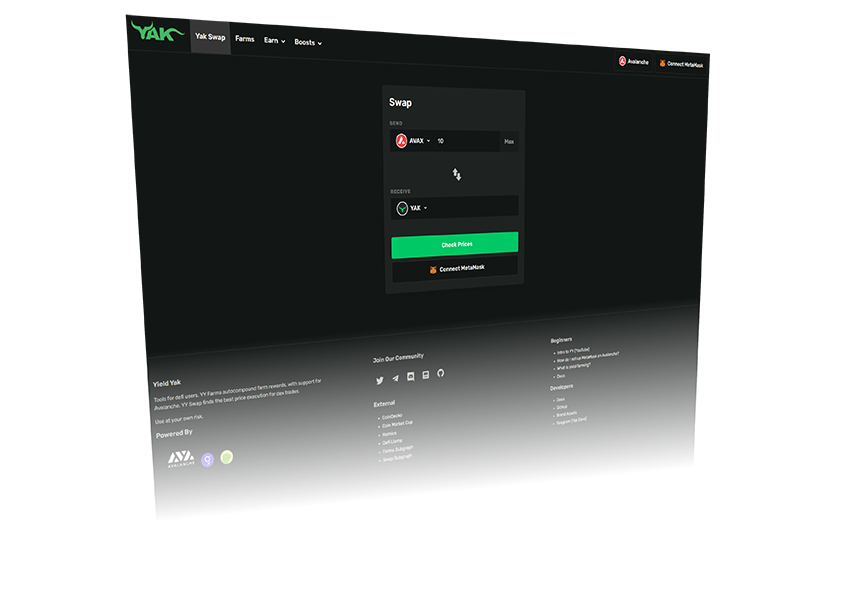 YAK
Yak Swap
Farms
Earn
Boosts
Avalanche
Connect MetaMask
Swap
SEND
AVAX
10
Max
RECEIVE
YAK
Check Prices
Connect MetaMask
Yield Yak
Tools for defi users. YY Farms autocompound farm rewards, with support for
Avalanche. YY Swap finds the best price execution for dex trades.
Use at your own risk.
Powered By
AVALANCHE
Join Our Community
External
CoinGecko
Coin Market Cap
Defi Llama
Farms Subgraph
Swap Subgraph
Beginners
Intro to YY (YouTube)
How do I setup MetaMask on Avalanche?
What is yield farming?
Docs
Developers
Docs
GitHub
Brand Assets
Telegram (Yak Devs)